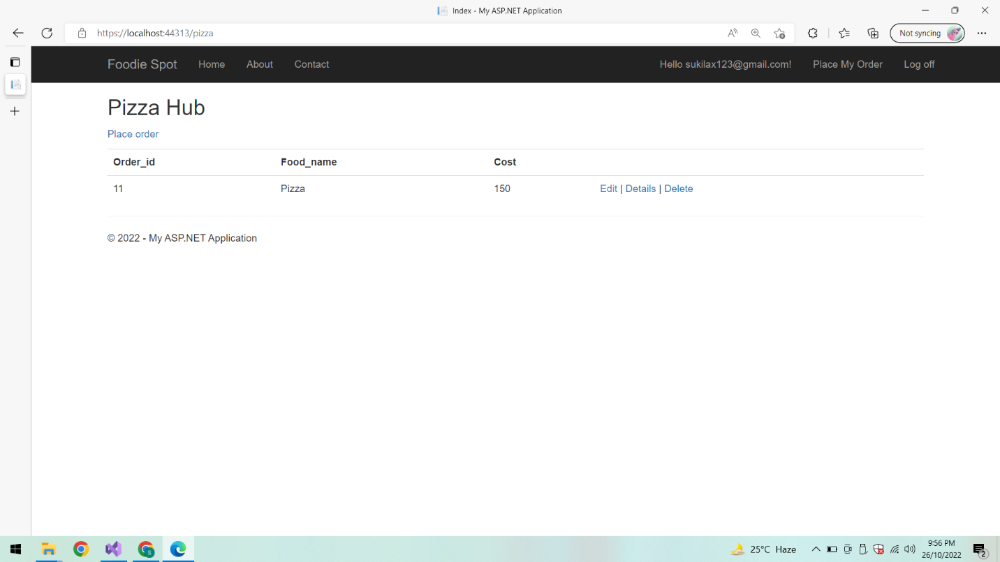 Index - My ASP.NET Application
https://localhost:44313/pizza
Not syncing
Foodie Spot Home About Contact Hello sukilax123@gmail.com! Place My Order Log off
Pizza Hub
Place order
Order_id Food_name Cost
11 Pizza 150 Edit | Details | Delete
© 2022 - My ASP.NET Application
25°C Haze
9:56 PM
26/10/2022
2